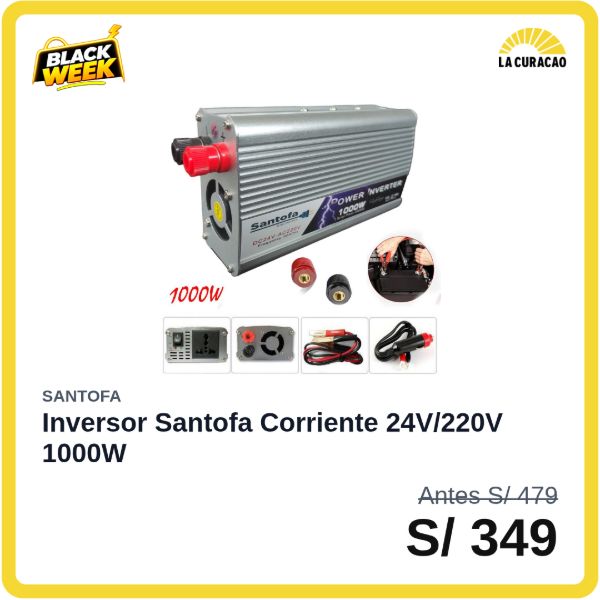 BLACK
WEEK
LA CURACAO
Santofa
POWER INVERTER
1000W
DC24V-AC220V
1000W
SANTOFA
Inversor Santofa Corriente 24V/220V
1000W
Antes S/ 479
S/ 349